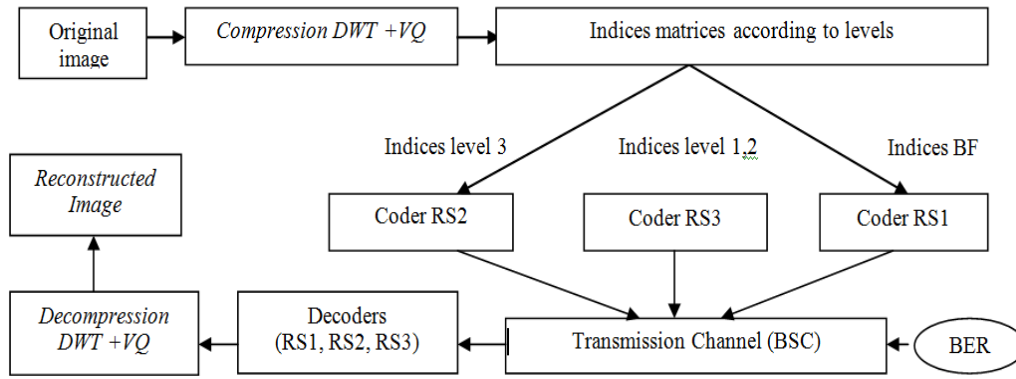 Original
image
Compression DWT +VQ
Indices matrices according to levels
Indices level 3
Indices level 1,2
Indices BF
Reconstructed
Image
Coder RS2
Coder RS3
Coder RS1
Decompression
DWT +VQ
Decoders
(RS1, RS2, RS3)
Transmission Channel (BSC)
BER